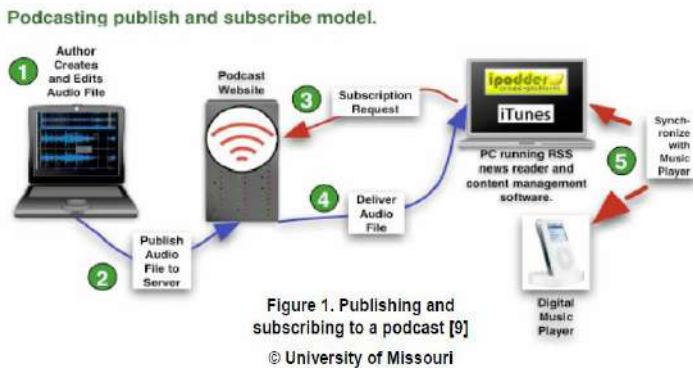 Podcasting publish and subscribe model.
1
Author
Creates
and Edits
Audio File
2
Publish
Audio
File to
Server
Podcast
Website
3
Subscription
Request
4
Deliver
Audio
File
ipodder
iTunes
PC running RSS
news reader and
content management
software.
5
Synch-
ronize
with
Music
Player
Digital
Music
Player
Figure 1. Publishing and
subscribing to a podcast [9]
© University of Missouri